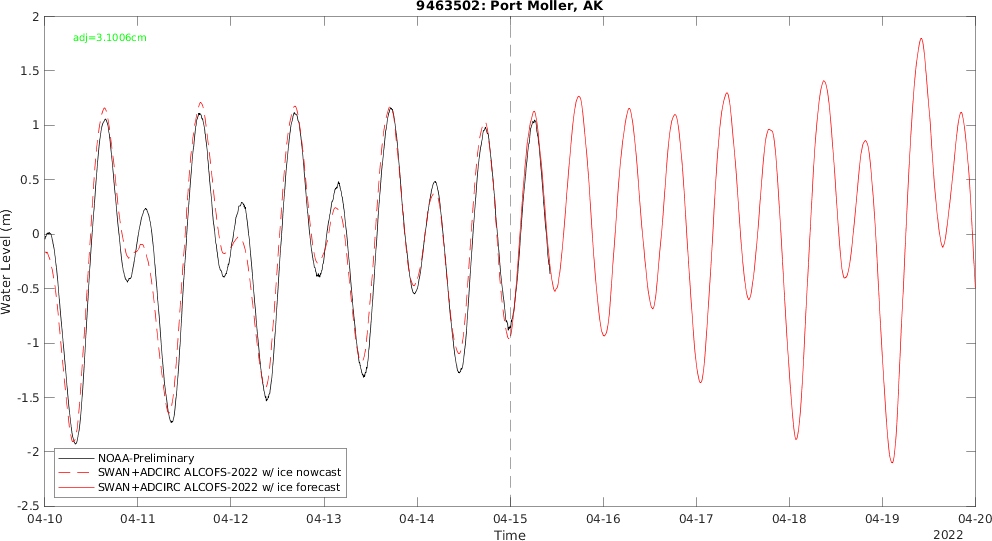 9463502: Port Moller, AK
adj=3.1006cm
2
1.5
1
0.5
0
-0.5
-1
-1.5
-2
-2.5
Water Level (m)
NOAA-Preliminary
SWAN+ADCIRC ALCOFS-2022 w/ ice nowcast
SWAN+ADCIRC ALCOFS-2022 w/ ice forecast
04-10 04-11 04-12 04-13 04-14 04-15 04-16 04-17 04-18 04-19 04-20
Time
2022